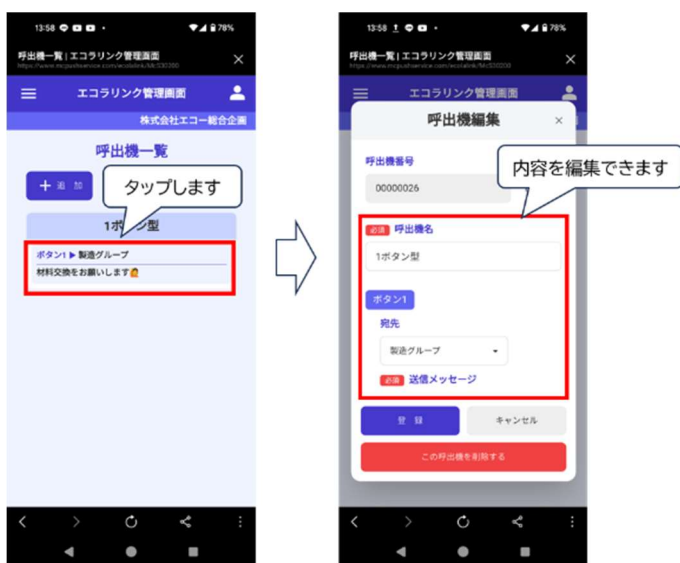 13:58
78%
呼出機一覧 | エコラリンク管理画面
エコラリンク管理画面
株式会社エコー総合企画
呼出機一覧
+ 追 加
タップします
1ボタン型
ボタン1 ▶ 製造グループ
材料交換をお願いします🙋
13:58
78%
呼出機一覧 | エコラリンク管理画面
エコラリンク管理画面
呼出機編集
×
内容を編集できます
呼出機番号
00000026
必須 呼出機名
1ボタン型
ボタン1
宛先
製造グループ
必須 送信メッセージ
登 録
キャンセル
この呼出機を削除する